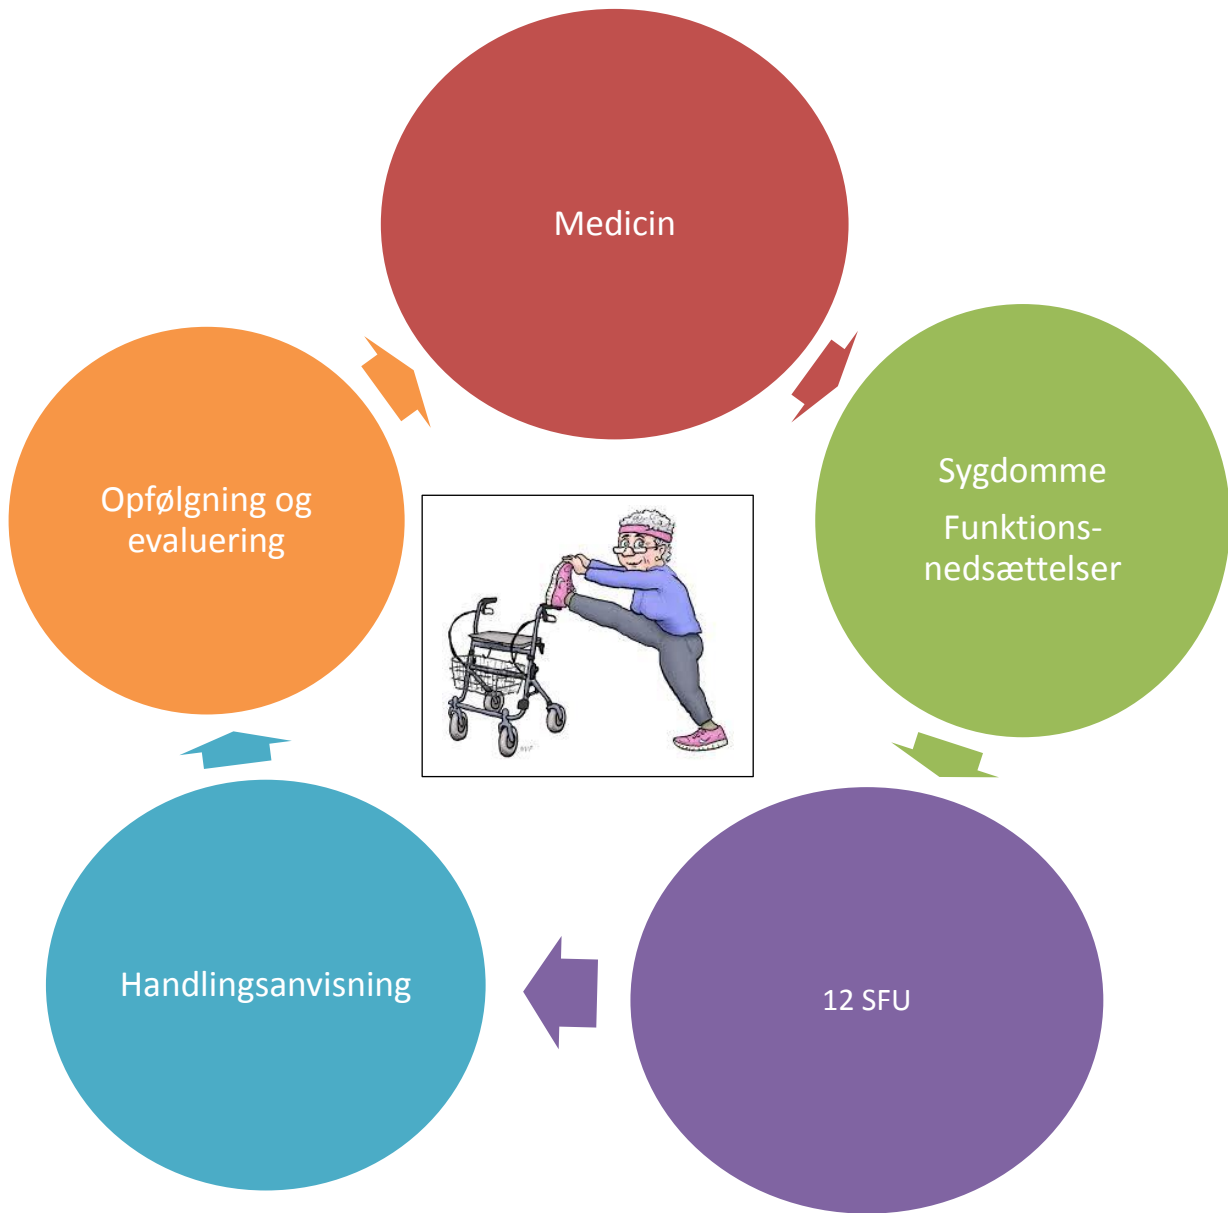 Medicin
Sygdomme
Funktions-
nedsættelser
12 SFU
Handlingsanvisning
Opfølgning og
evaluering